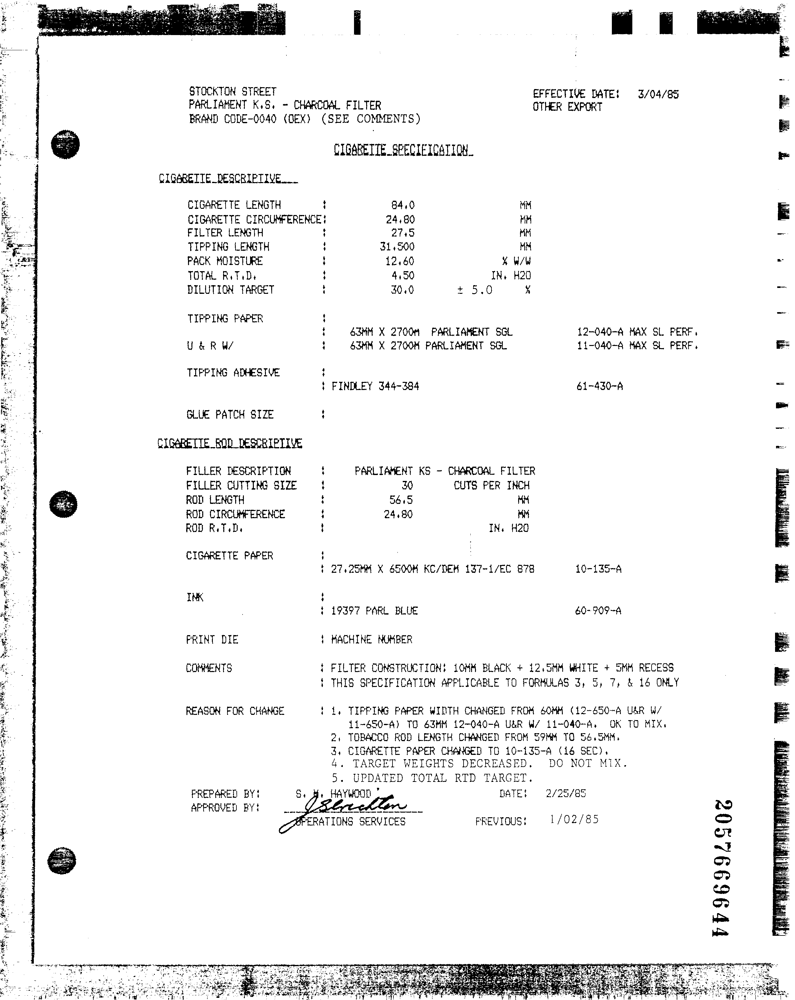 STOCKTON STREET
PARLIAMENT K.S. - CHARCOAL FILTER
BRAND CODE-0040 (OEX) (SEE COMMENTS)
EFFECTIVE DATE: 3/04/85
OTHER EXPORT
CIGARETTE SPECIFICATION
CIGARETTE DESCRIPTIVE
CIGARETTE LENGTH : 84.0 MM
CIGARETTE CIRCUMFERENCE: 24.80 MM
FILTER LENGTH : 27.5 MM
TIPPING LENGTH : 31.500 MM
PACK MOISTURE : 12.60 % W/W
TOTAL R.T.D. : 4.50 IN. H2O
DILUTION TARGET : 30.0 ± 5.0 %
TIPPING PAPER :
: 63MM X 2700M PARLIAMENT SGL 12-040-A MAX SL PERF.
U & R W/ : 63MM X 2700M PARLIAMENT SGL 11-040-A MAX SL PERF.
TIPPING ADHESIVE :
: FINDLEY 344-384 61-430-A
GLUE PATCH SIZE :
CIGARETTE ROD DESCRIPTIVE
FILLER DESCRIPTION : PARLIAMENT KS - CHARCOAL FILTER
FILLER CUTTING SIZE : 30 CUTS PER INCH
ROD LENGTH : 56.5 MM
ROD CIRCUMFERENCE : 24.80 MM
ROD R.T.D. : IN. H2O
CIGARETTE PAPER :
: 27.25MM X 6500M KC/DEM 137-1/EC 878 10-135-A
INK :
: 19397 PARL BLUE 60-909-A
PRINT DIE : MACHINE NUMBER
COMMENTS : FILTER CONSTRUCTION: 10MM BLACK + 12.5MM WHITE + 5MM RECESS
: THIS SPECIFICATION APPLICABLE TO FORMULAS 3, 5, 7, & 16 ONLY
REASON FOR CHANGE : 1. TIPPING PAPER WIDTH CHANGED FROM 60MM (12-650-A U&R W/
11-650-A) TO 63MM 12-040-A U&R W/ 11-040-A. OK TO MIX.
2. TOBACCO ROD LENGTH CHANGED FROM 59MM TO 56.5MM.
3. CIGARETTE PAPER CHANGED TO 10-135-A (16 SEC).
4. TARGET WEIGHTS DECREASED. DO NOT MIX.
5. UPDATED TOTAL RTD TARGET.
PREPARED BY: S. H. HAYWOOD DATE: 2/25/85
APPROVED BY:
OPERATIONS SERVICES PREVIOUS: 1/02/85
2057669644